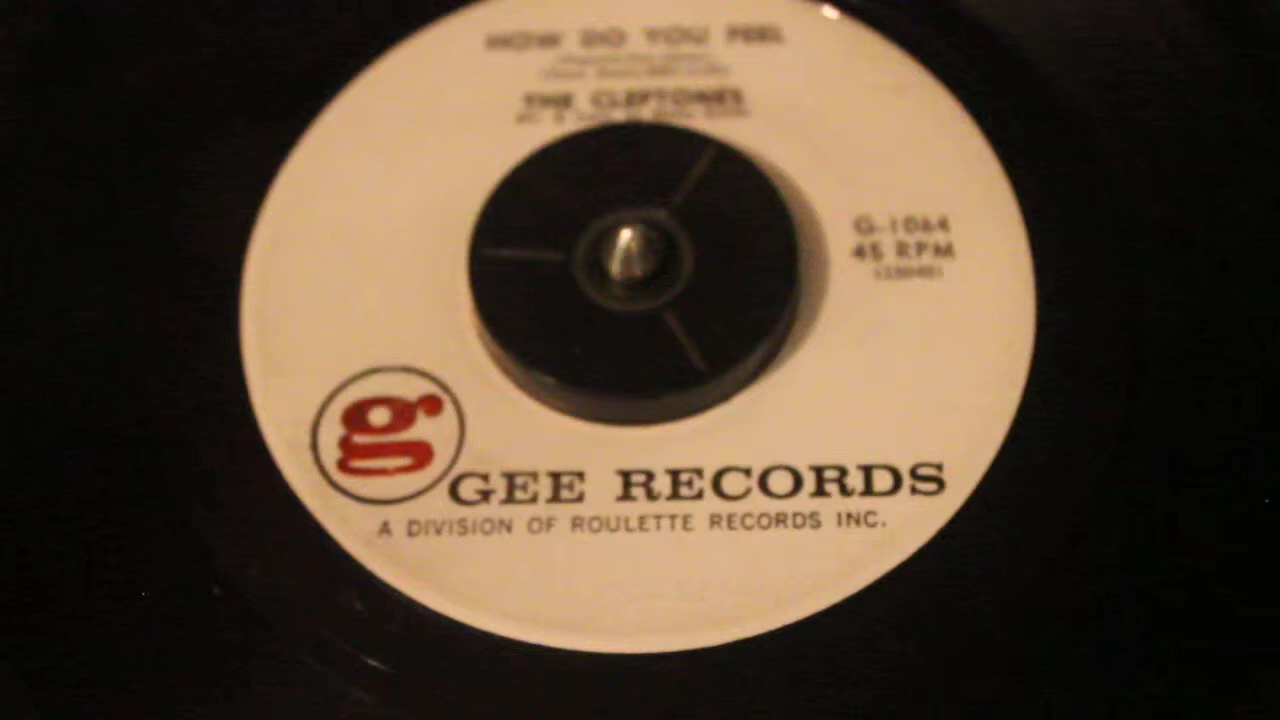 HOW DO YOU FEEL
THE CLEFTONES
G-1064
45 RPM
g
GEE RECORDS
A DIVISION OF ROULETTE RECORDS INC.